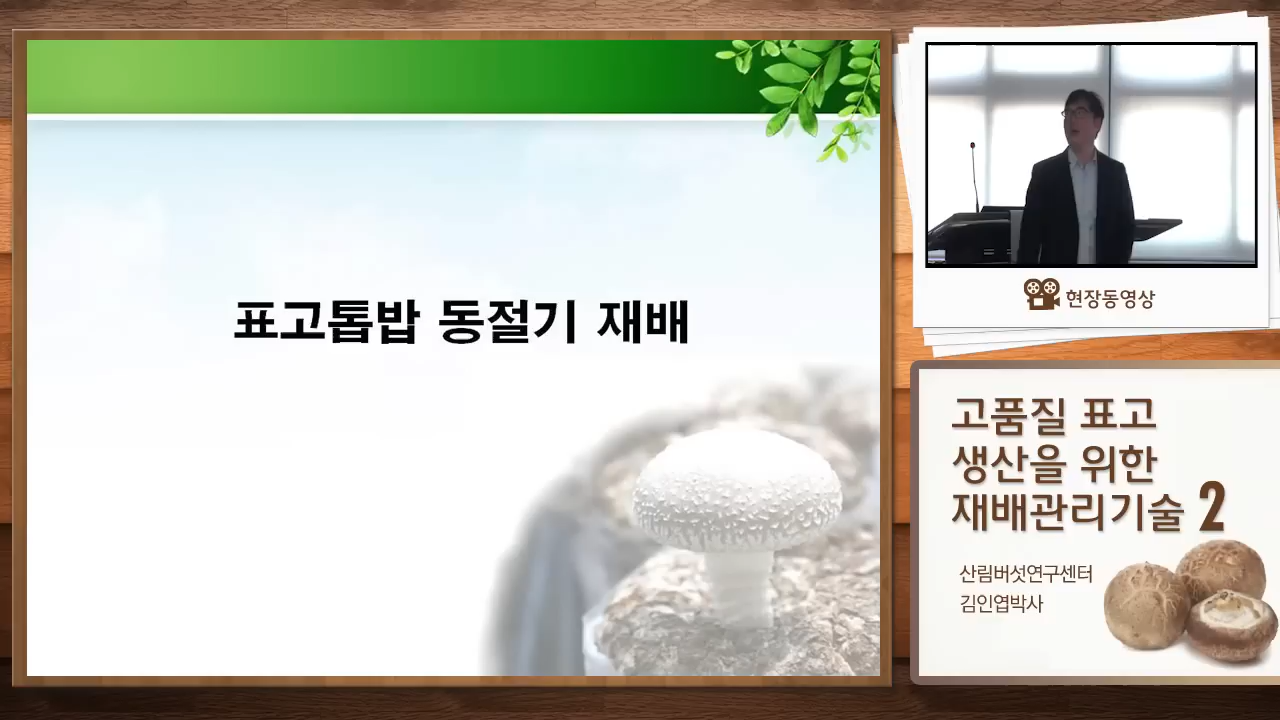 표고톱밥 동절기 재배
현장동영상
고품질 표고
생산을 위한
재배관리기술 2
산림버섯연구센터
김인엽박사